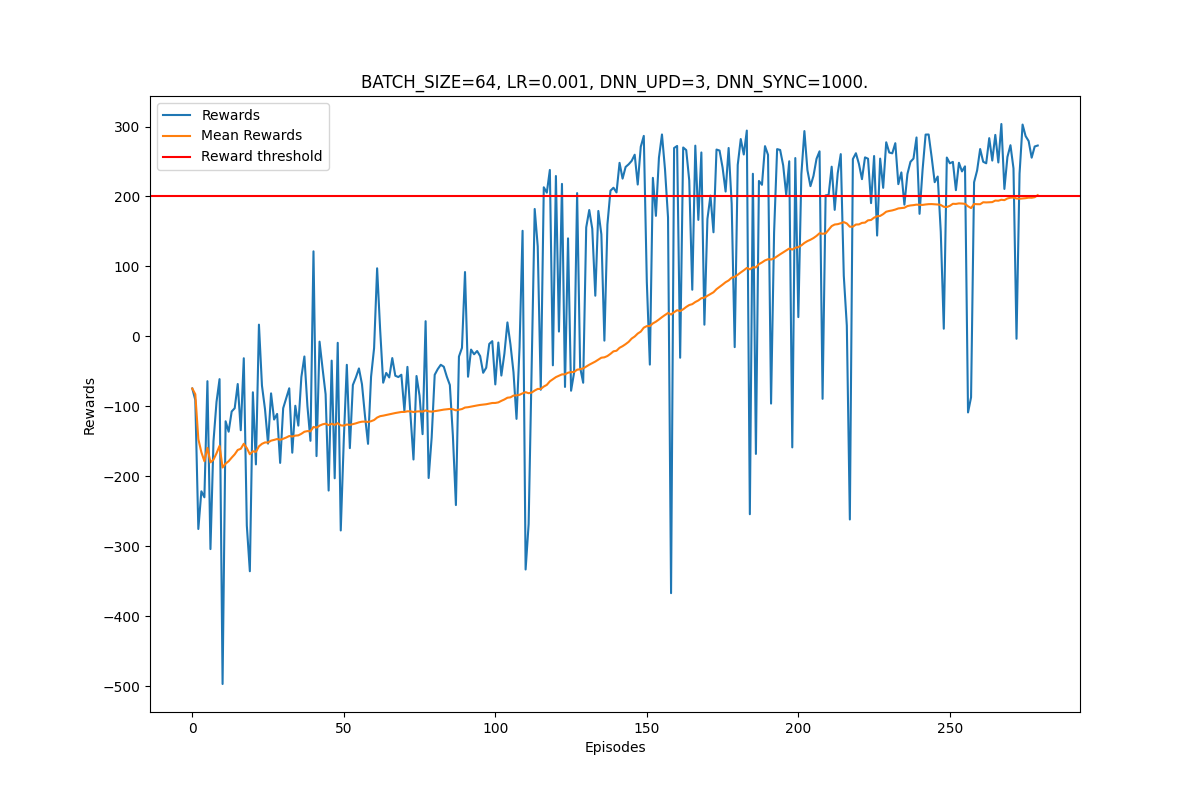 BATCH_SIZE=64, LR=0.001, DNN_UPD=3, DNN_SYNC=1000.
Rewards
Mean Rewards
Reward threshold
300
200
100
0
−100
−200
−300
−400
−500
Rewards
0
50
100
150
200
250
Episodes